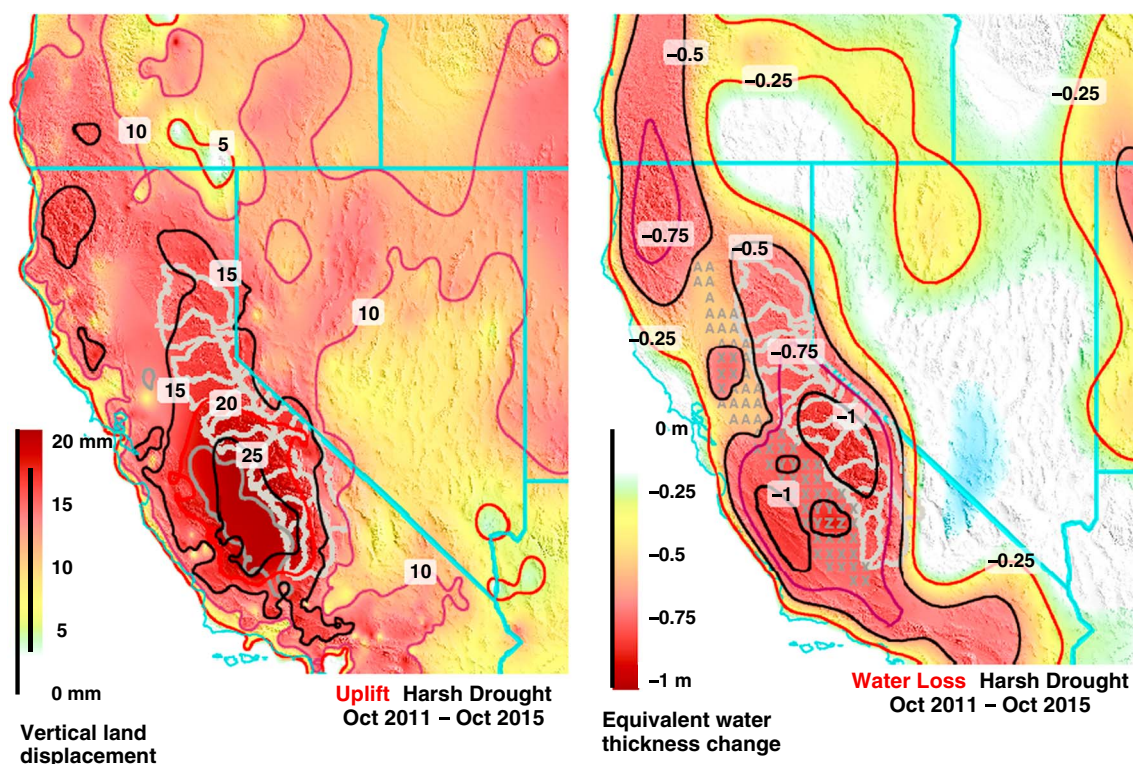 10
5
15
10
15
20
25
10
20 mm
15
10
5
0 mm
Vertical land
displacement
Uplift Harsh Drought
Oct 2011 – Oct 2015
−0.5
−0.25
−0.25
−0.75
−0.5
−0.25
−0.75
−1
−1
−0.25
A A
A A
A
A A A
A A A
YZZ
0 m
−0.25
−0.5
−0.75
−1 m
Equivalent water
thickness change
Water Loss Harsh Drought
Oct 2011 – Oct 2015